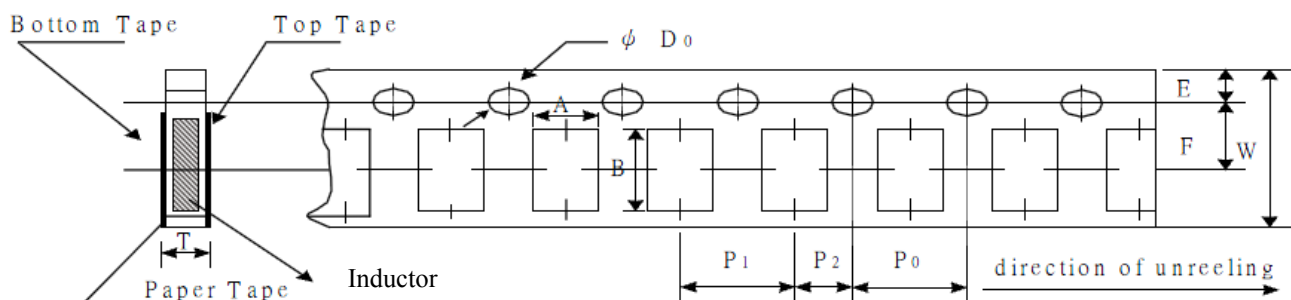 Bottom Tape
Top Tape
ϕ D0
A
B
E
F
W
T
P1
P2
P0
Inductor
Paper Tape
direction of unreeling